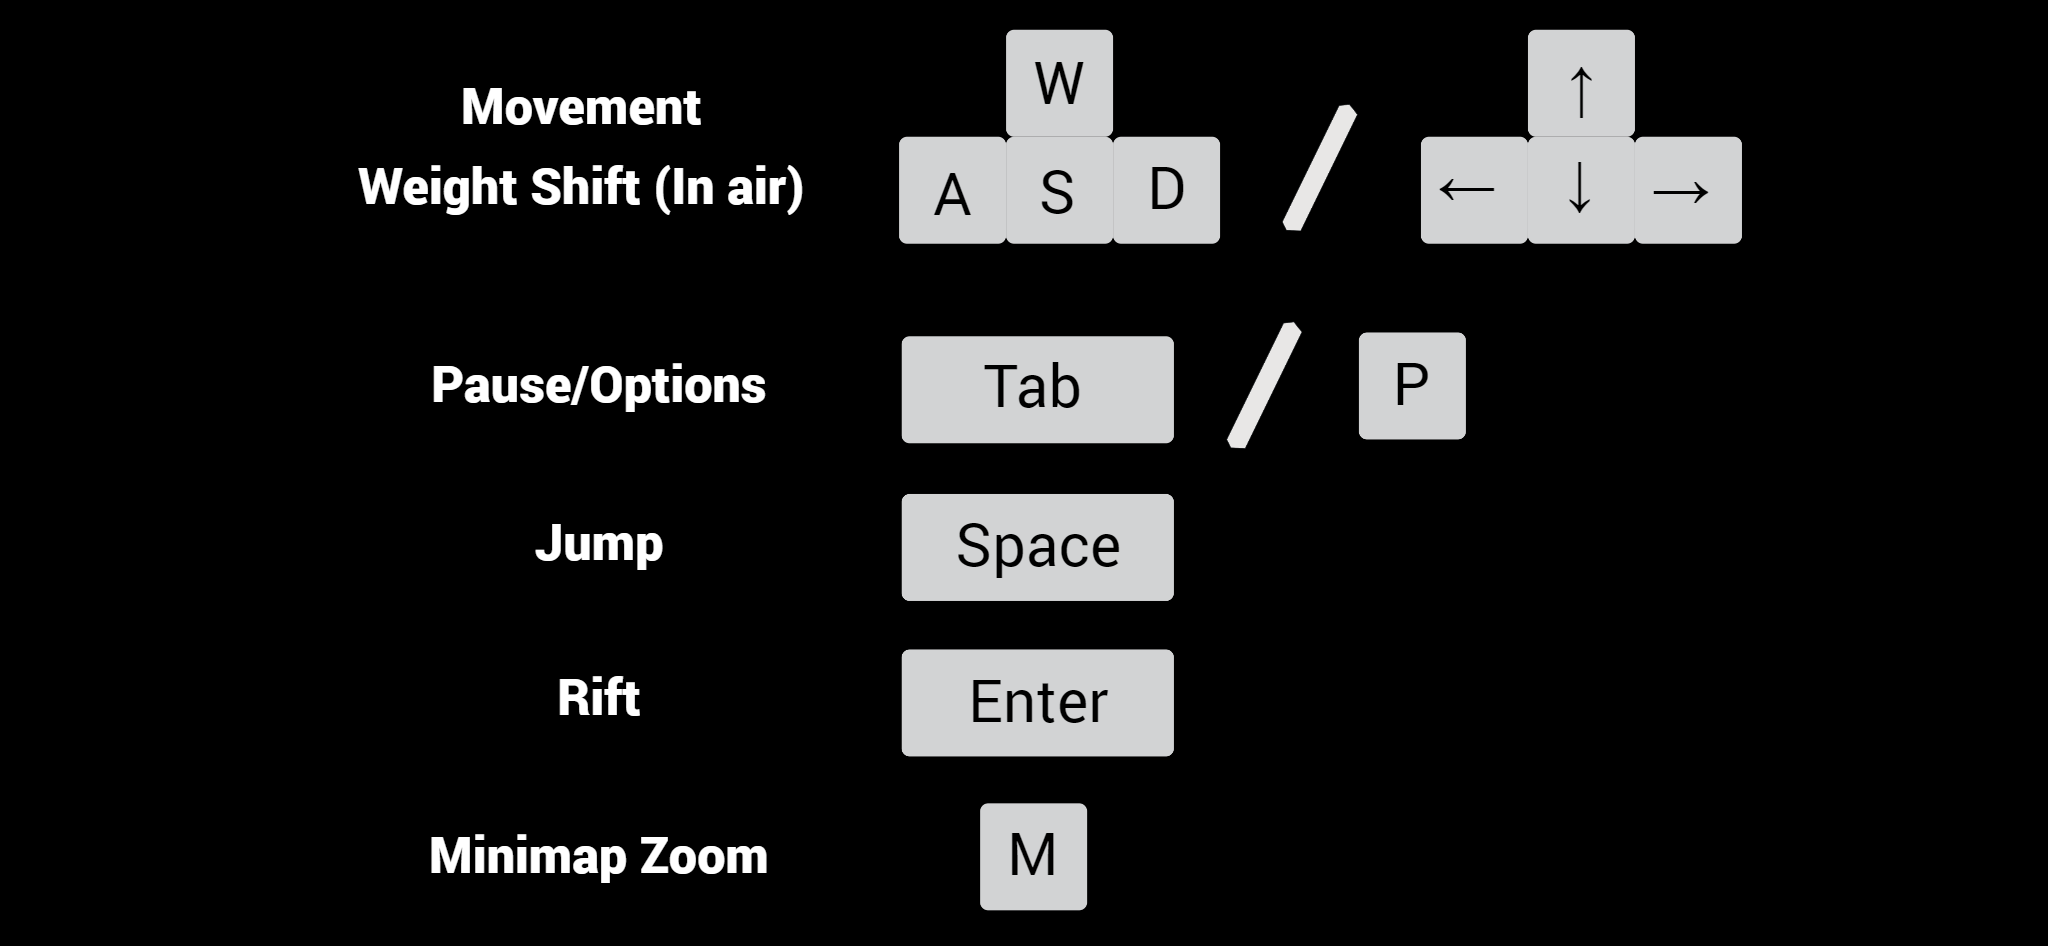 Movement
Weight Shift (In air)
W
A S D
/
↑
← ↓ →
Pause/Options Tab / P
Jump Space
Rift Enter
Minimap Zoom M